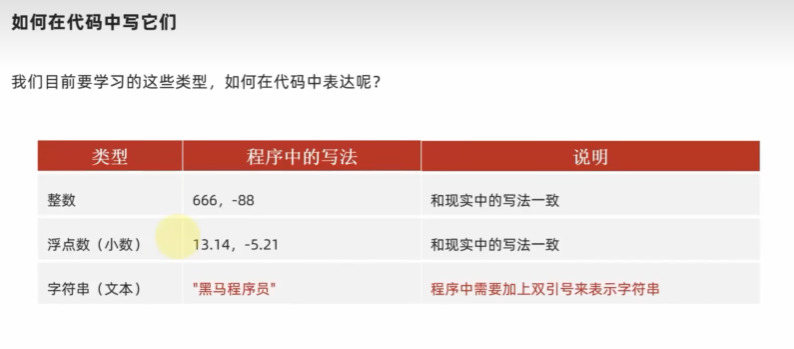 如何在代码中写它们
我们目前要学习的这些类型，如何在代码中表达呢？
类型 程序中的写法 说明
整数 666，-88 和现实中的写法一致
浮点数（小数） 13.14，-5.21 和现实中的写法一致
字符串（文本） "黑马程序员" 程序中需要加上双引号来表示字符串